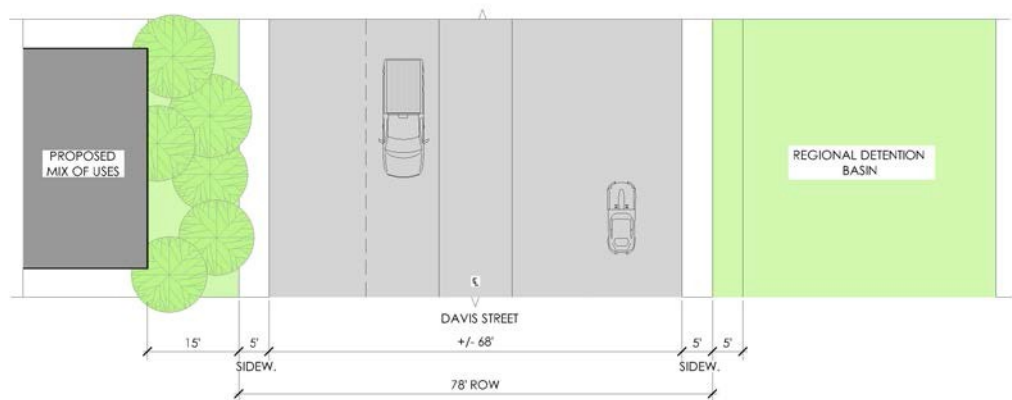 PROPOSED
MIX OF USES
REGIONAL DETENTION
BASIN
DAVIS STREET
15' 5' +/- 68' 5' 5'
SIDEW. SIDEW.
78' ROW